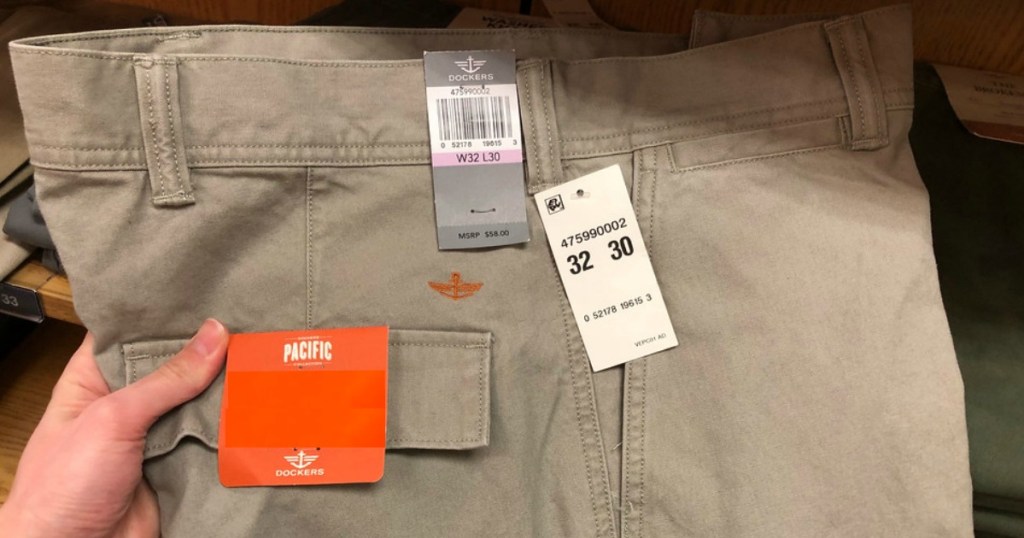 DOCKERS
475990002
0 52178 19615 3
W32 L30
MSRP $58.00
475990002
32 30
0 52178 19615 3
PACIFIC
DOCKERS
33